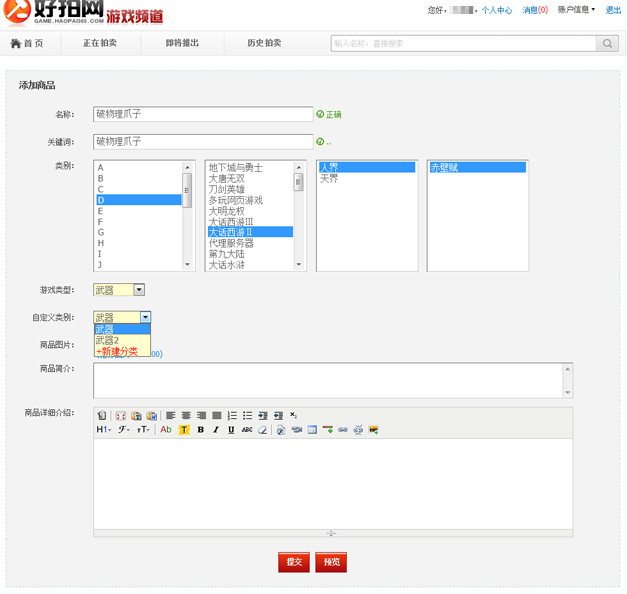 好拍网 游戏频道
GAME.HAOPAI365.COM
您好， ，个人中心 消息(0) 账户信息 退出
首 页 正在拍卖 即将推出 历史拍卖 输入名称，直接搜索
添加商品
名称： 破物理爪子 正确
关键词： 破物理爪子 ..
类别：
A
B
C
D
E
F
G
H
I
J
地下城与勇士
大唐无双
刀剑英雄
多玩网页游戏
大明龙权
大话西游Ⅲ
大话西游Ⅱ
代理服务器
第九大陆
大话水浒
人界
天界
赤壁赋
游戏类型： 武器
自定义类别： 武器
武器
武器2
+新建分类
商品图片： 00)
商品简介：
商品详细介绍：
H1 F TT Ab T B I U ABC
提交 预览